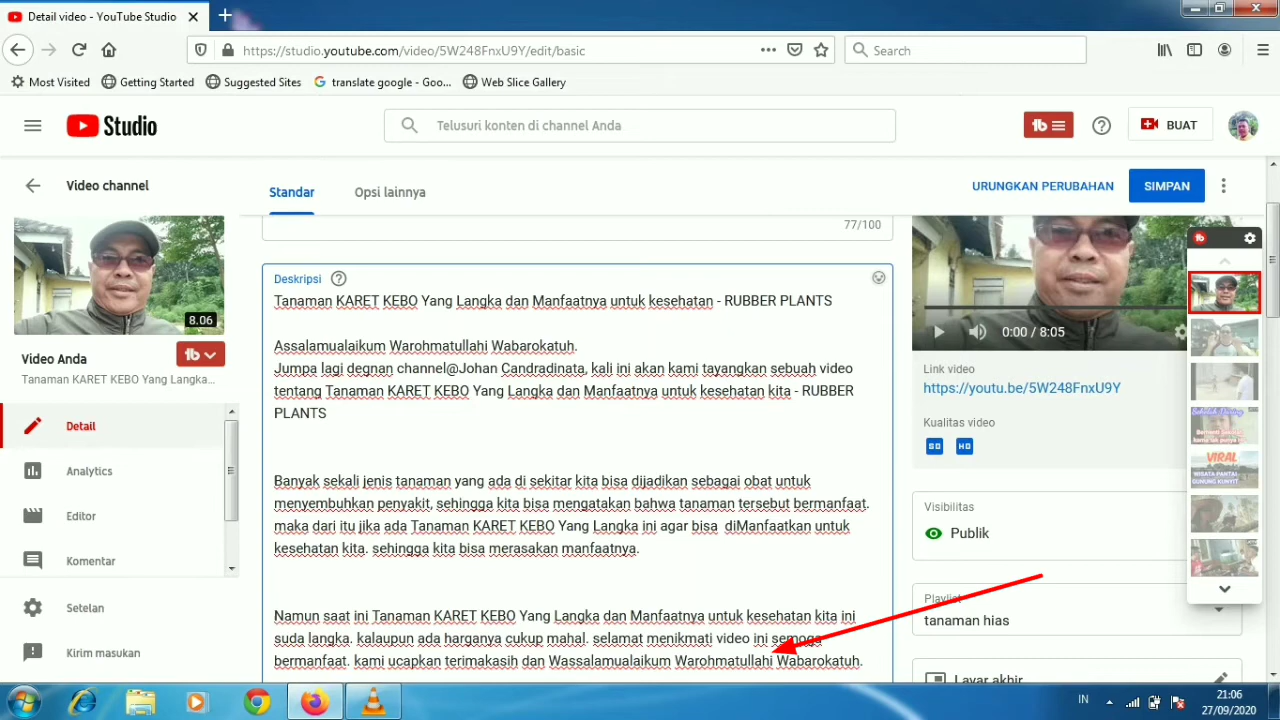 Detail video - YouTube Studio
https://studio.youtube.com/video/5W248FnxU9Y/edit/basic
Search
Most Visited
Getting Started
Suggested Sites
translate google - Goo...
Web Slice Gallery
Studio
Telusuri konten di channel Anda
BUAT
Video channel
Standar
Opsi lainnya
URUNGKAN PERUBAHAN
SIMPAN
77/100
8.06
Video Anda
Tanaman KARET KEBO Yang Langka...
Detail
Analytics
Editor
Komentar
Setelan
Kirim masukan
Deskripsi
Tanaman KARET KEBO Yang Langka dan Manfaatnya untuk kesehatan - RUBBER PLANTS
Assalamualaikum Warohmatullahi Wabarokatuh.
Jumpa lagi degnan channel@Johan Candradinata, kali ini akan kami tayangkan sebuah video
tentang Tanaman KARET KEBO Yang Langka dan Manfaatnya untuk kesehatan kita - RUBBER
PLANTS
Banyak sekali jenis tanaman yang ada di sekitar kita bisa dijadikan sebagai obat untuk
menyembuhkan penyakit, sehingga kita bisa mengatakan bahwa tanaman tersebut bermanfaat.
maka dari itu jika ada Tanaman KARET KEBO Yang Langka ini agar bisa  diManfaatkan untuk
kesehatan kita. sehingga kita bisa merasakan manfaatnya.
Namun saat ini Tanaman KARET KEBO Yang Langka dan Manfaatnya untuk kesehatan kita ini
suda langka. kalaupun ada harganya cukup mahal. selamat menikmati video ini semoga
bermanfaat. kami ucapkan terimakasih dan Wassalamualaikum Warohmatullahi Wabarokatuh.
0:00 / 8:05
Link video
https://youtu.be/5W248FnxU9Y
Kualitas video
SD
HD
Visibilitas
Publik
Playlist
tanaman hias
Layar akhir
VIRAL
IN
21:06
27/09/2020